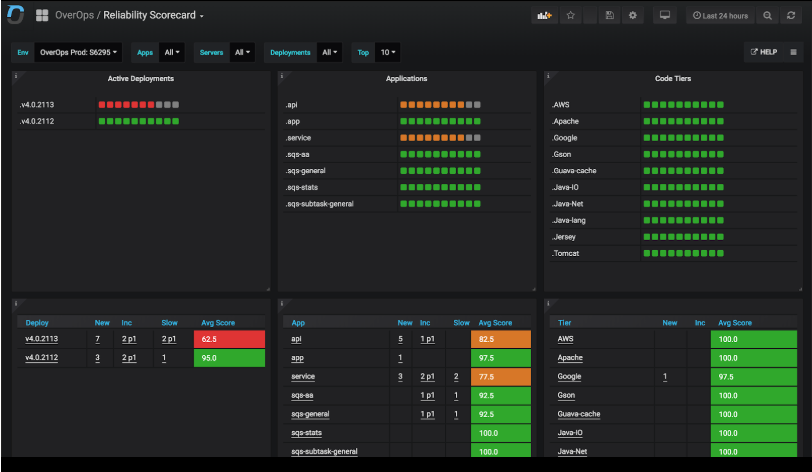 OverOps / Reliability Scorecard
Last 24 hours
Env OverOps Prod: S6295 Apps All Servers All Deployments All Top 10 HELP
Active Deployments
.v4.0.2113
.v4.0.2112
Applications
.api
.app
.service
.sqs-aa
.sqs-general
.sqs-stats
.sqs-subtask-general
Code Tiers
.AWS
.Apache
.Google
.Gson
.Guava-cache
.Java-IO
.Java-Net
.Java-lang
.Jersey
.Tomcat
Deploy New Inc Slow Avg Score
v4.0.2113 7 2 p1 2 p1 62.5
v4.0.2112 3 2 p1 1 95.0
App New Inc Slow Avg Score
api 5 1 p1 82.5
app 1 97.5
service 3 2 p1 2 77.5
sqs-aa 1 p1 1 92.5
sqs-general 1 p1 1 92.5
sqs-stats 100.0
sqs-subtask-general 100.0
Tier New Inc Avg Score
AWS 100.0
Apache 100.0
Google 1 97.5
Gson 100.0
Guava-cache 100.0
Java-IO 100.0
Java-Net 100.0